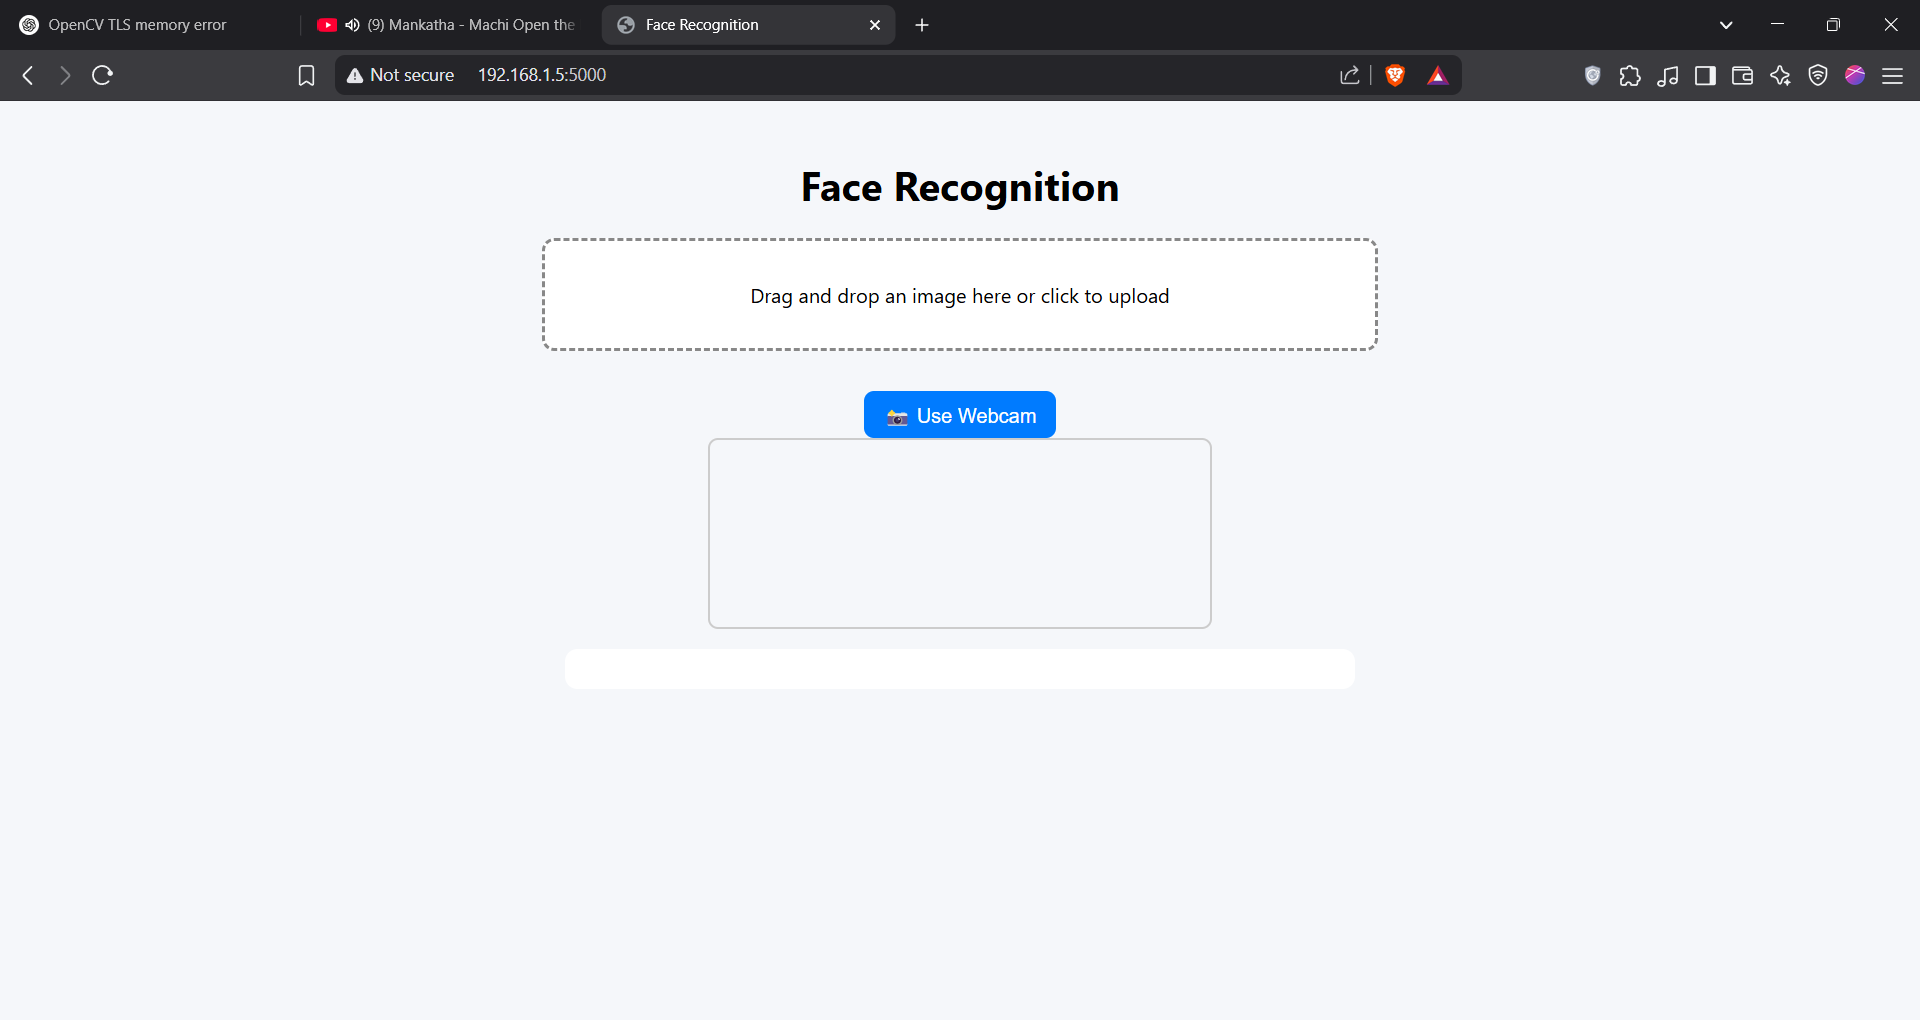 OpenCV TLS memory error
(9) Mankatha - Machi Open the
Face Recognition
Not secure 192.168.1.5:5000
Face Recognition
Drag and drop an image here or click to upload
Use Webcam